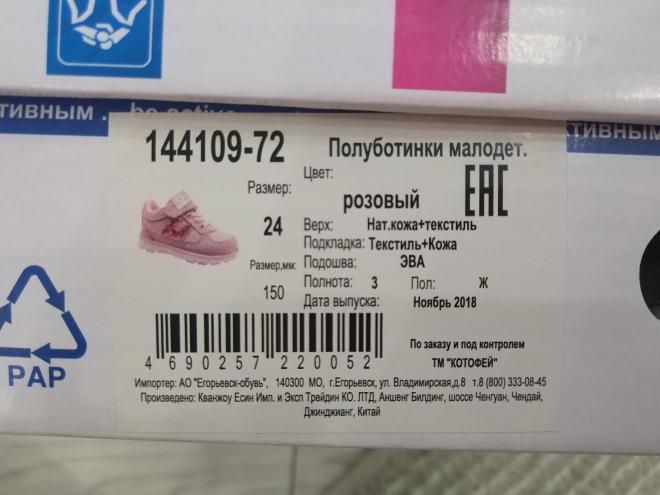 КТИВНЫМ . be active
КТИВНЫМ
144109-72 Полуботинки малодет.
Размер: Цвет:
розовый EAC
24 Верх: Нат.кожа+текстиль
Подкладка: Текстиль+Кожа
Размер,мм: Подошва: ЭВА
150 Полнота: 3 Пол: Ж
Дата выпуска: Ноябрь 2018
По заказу и под контролем
ТМ "КОТОФЕЙ"
4 690257 220052
PAP
Импортер: АО "Егорьевск-обувь", 140300 МО, г.Егорьевск, ул. Владимирская,д.8 т.8 (800) 333-08-45
Произведено: Кванжоу Есин Имп. и Эксп Трейдин КО. ЛТД, Аншенг Билдинг, шоссе Ченгуан, Чендай,
Джинджианг, Китай